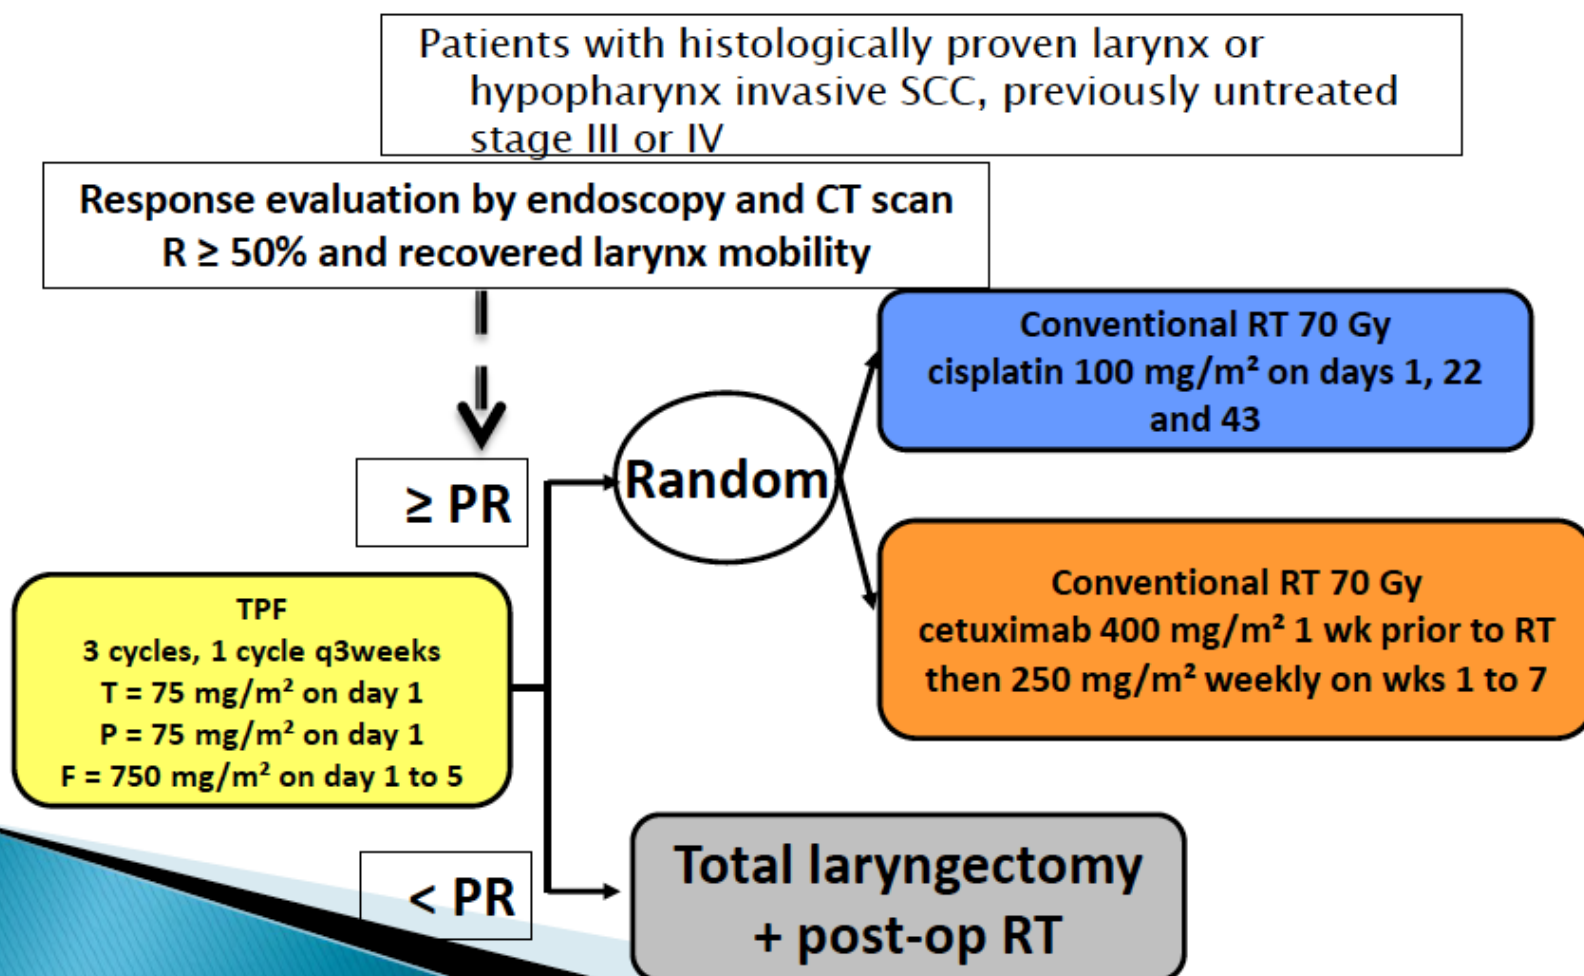 Patients with histologically proven larynx or
hypopharynx invasive SCC, previously untreated
stage III or IV
Response evaluation by endoscopy and CT scan
R ≥ 50% and recovered larynx mobility
Conventional RT 70 Gy
cisplatin 100 mg/m² on days 1, 22
and 43
≥ PR
Random
Conventional RT 70 Gy
cetuximab 400 mg/m² 1 wk prior to RT
then 250 mg/m² weekly on wks 1 to 7
TPF
3 cycles, 1 cycle q3weeks
T = 75 mg/m² on day 1
P = 75 mg/m² on day 1
F = 750 mg/m² on day 1 to 5
< PR
Total laryngectomy
+ post-op RT